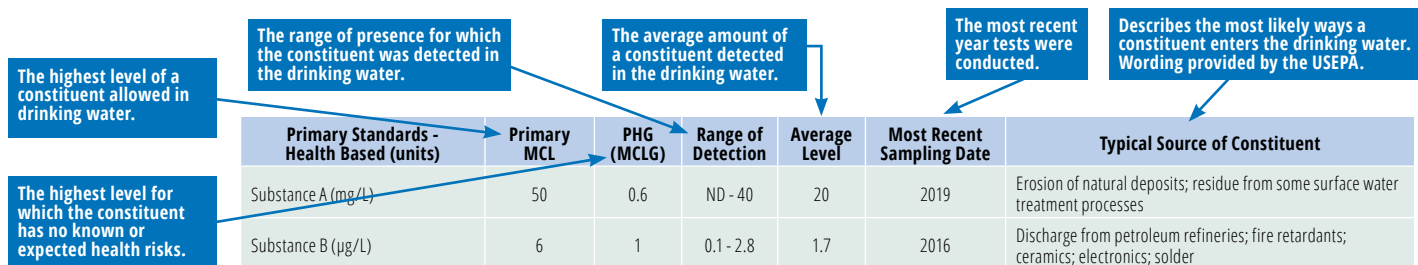 The highest level of a
constituent allowed in
drinking water.
The range of presence for which
the constituent was detected in
the drinking water.
The average amount of
a constituent detected
in the drinking water.
The most recent
year tests were
conducted.
Describes the most likely ways a
constituent enters the drinking water.
Wording provided by the USEPA.
The highest level for
which the constituent
has no known or
expected health risks.
Primary Standards -
Health Based (units)
Primary
MCL
PHG
(MCLG)
Range of
Detection
Average
Level
Most Recent
Sampling Date
Typical Source of Constituent
Substance A (mg/L)
50
0.6
ND - 40
20
2019
Erosion of natural deposits; residue from some surface water
treatment processes
Substance B (µg/L)
6
1
0.1 - 2.8
1.7
2016
Discharge from petroleum refineries; fire retardants;
ceramics; electronics; solder